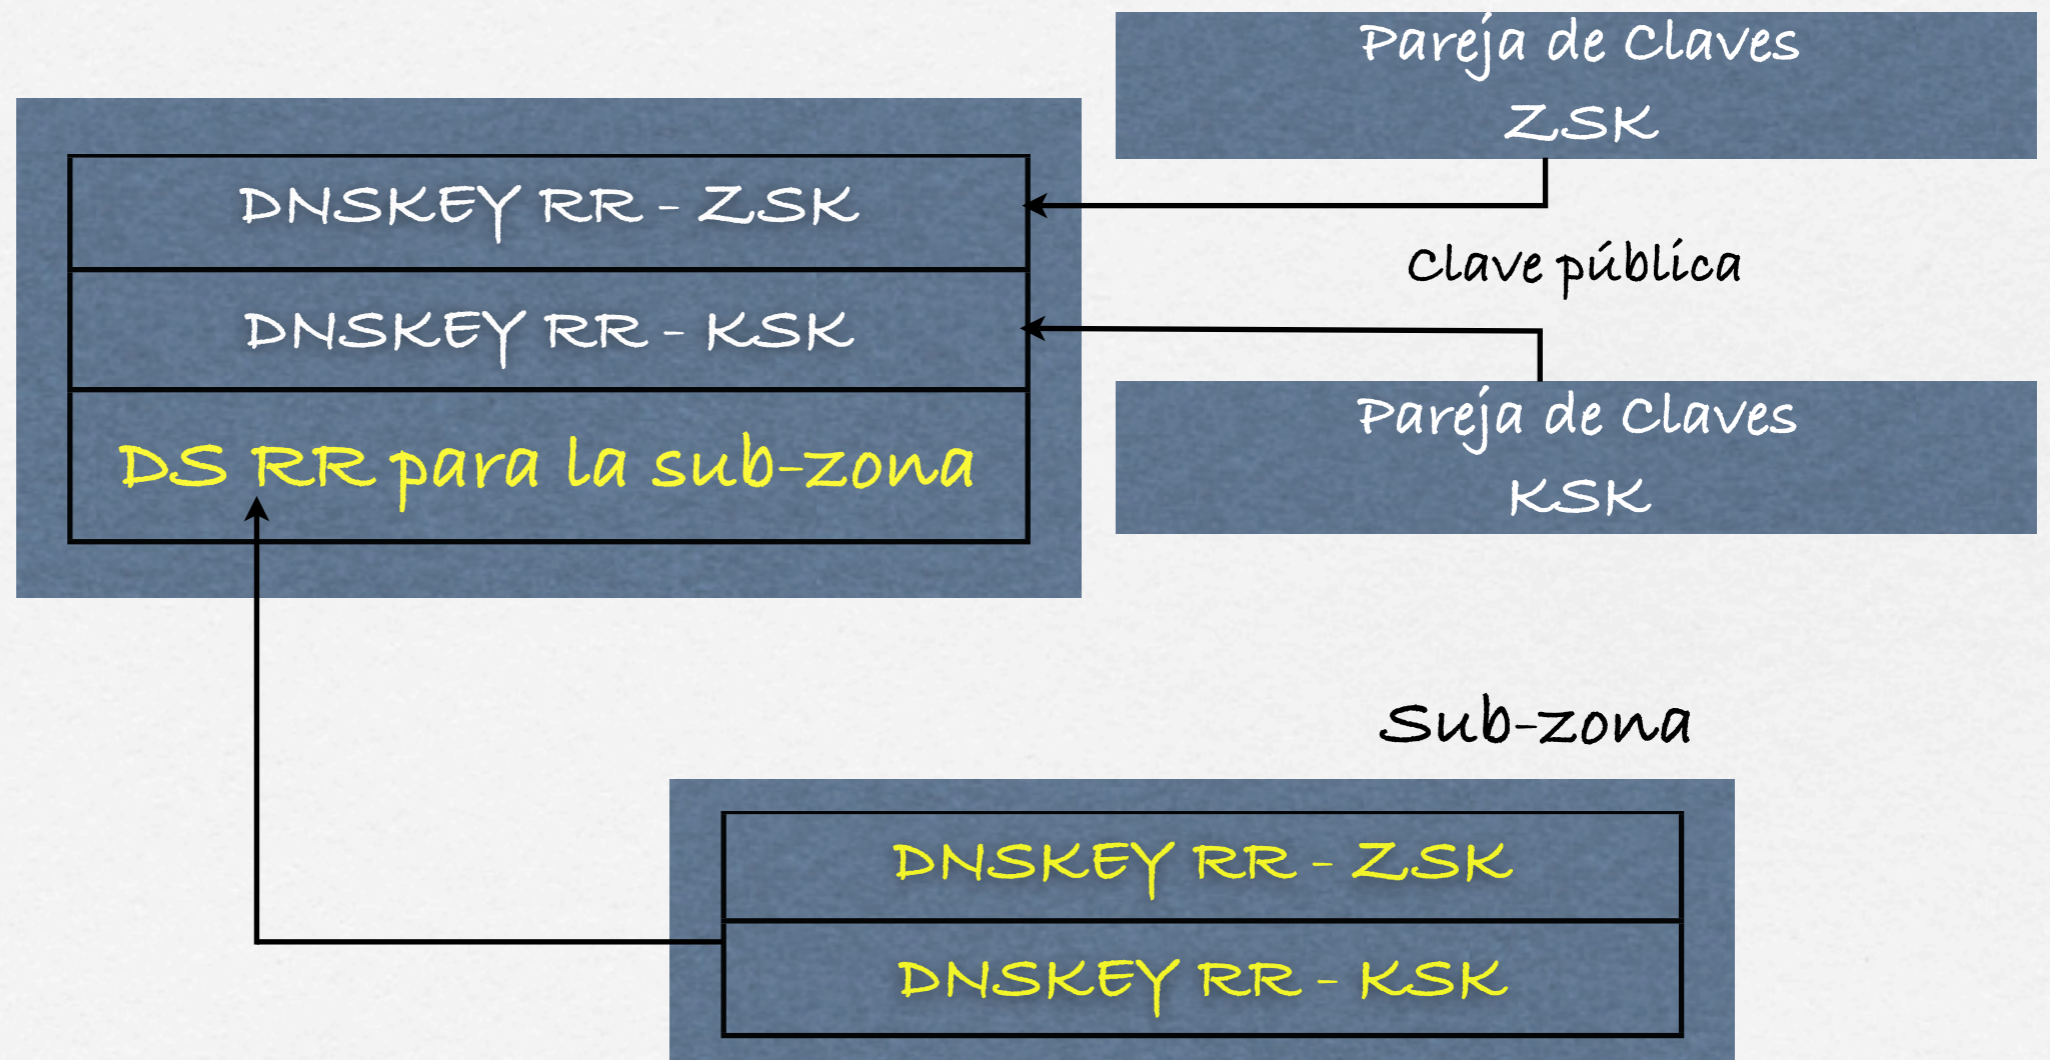 Pareja de Claves
ZSK
DNSKEY RR - ZSK
Clave pública
DNSKEY RR - KSK
Pareja de Claves
KSK
DS RR para la sub-zona
Sub-zona
DNSKEY RR - ZSK
DNSKEY RR - KSK